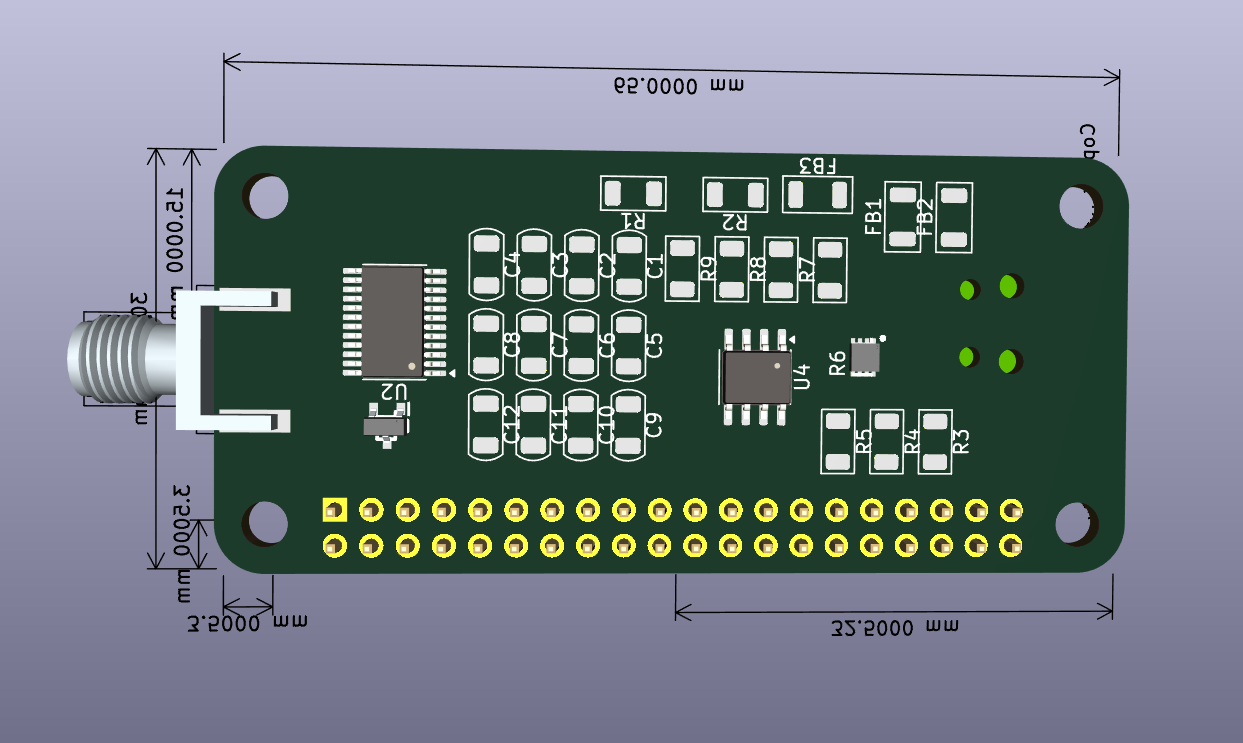 65.0000 mm
Cop
FB3
R1
R2
FB1
FB2
15.0000 m
30
m
C4
C3
C2
C1
R9
R8
R7
C8
C7
C6
C5
R6
U4
U2
C12
C11
C10
C9
R5
R4
R3
3.5000 mm
3.5000 mm
32.5000 mm